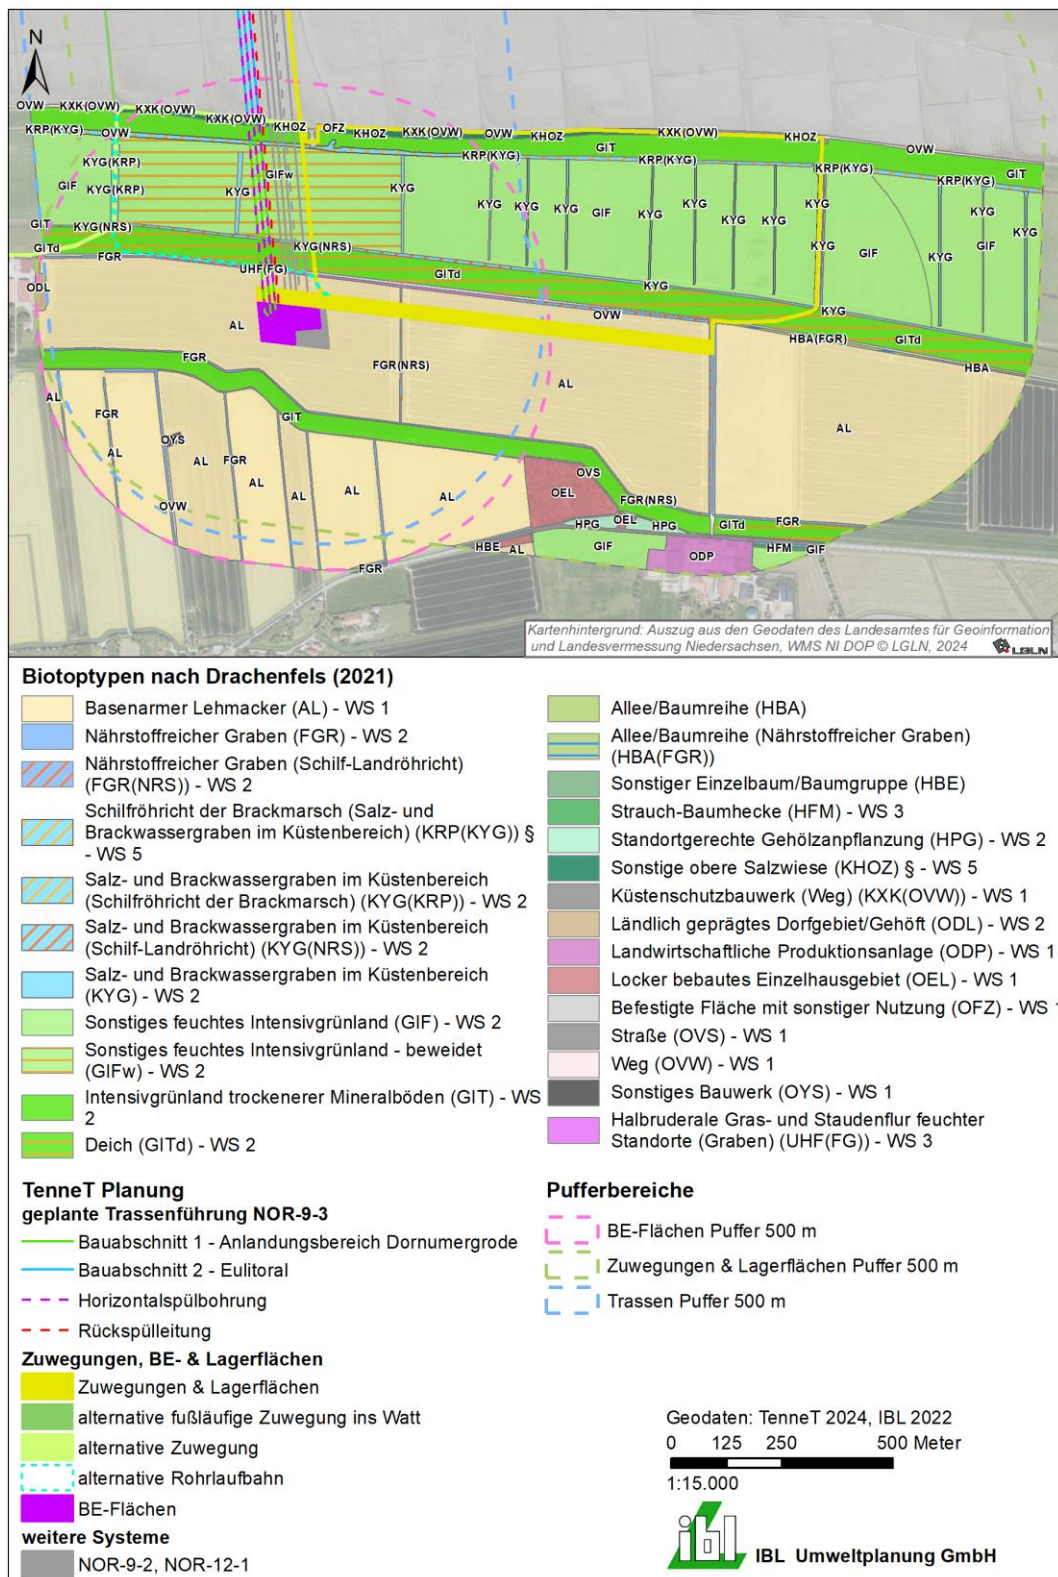 N
OVW KXK(OVW) KXK(OVW)
KRP(KYG) OVW KXK(OVW) KHOZ OFZ KHOZ KXK(OVW) OVW KHOZ KXK(OVW) KHOZ OVW
KYG(KRP) GIFw KRP(KYG) GIT KRP(KYG) KRP(KYG) GIT
GIF KYG(KRP) KYG KYG KYG KYG KYG GIF KYG KYG KYG KYG KYG KRP(KYG) KYG
GIT KYG(NRS) KYG(NRS) KYG GIF KYG GIF KYG
GITd FGR UHF(FG) GITd KYG KYG KYG
ODL AL OVW HBA(FGR) GITd
FGR FGR(NRS) AL HBA
AL FGR GIT AL
OYS AL FGR AL
AL AL AL AL OEL OVS
OVW FGR(NRS) FGR
HPG OEL HPG GITd
HBE AL GIF ODP HFM GIF
FGR
Kartenhintergrund: Auszug aus den Geodaten des Landesamtes für Geoinformation
und Landesvermessung Niedersachsen, WMS NI DOP © LGLN, 2024 LGLN
Biotoptypen nach Drachenfels (2021)
Basenarmer Lehmacker (AL) - WS 1
Nährstoffreicher Graben (FGR) - WS 2
Nährstoffreicher Graben (Schilf-Landröhricht)
(FGR(NRS)) - WS 2
Schilfröhricht der Brackmarsch (Salz- und
Brackwassergraben im Küstenbereich) (KRP(KYG)) §
- WS 5
Salz- und Brackwassergraben im Küstenbereich
(Schilfröhricht der Brackmarsch) (KYG(KRP)) - WS 2
Salz- und Brackwassergraben im Küstenbereich
(Schilf-Landröhricht) (KYG(NRS)) - WS 2
Salz- und Brackwassergraben im Küstenbereich
(KYG) - WS 2
Sonstiges feuchtes Intensivgrünland (GIF) - WS 2
Sonstiges feuchtes Intensivgrünland - beweidet
(GIFw) - WS 2
Intensivgrünland trockenerer Mineralböden (GIT) - WS
2
Deich (GITd) - WS 2
Allee/Baumreihe (HBA)
Allee/Baumreihe (Nährstoffreicher Graben)
(HBA(FGR))
Sonstiger Einzelbaum/Baumgruppe (HBE)
Strauch-Baumhecke (HFM) - WS 3
Standortgerechte Gehölzanpflanzung (HPG) - WS 2
Sonstige obere Salzwiese (KHOZ) § - WS 5
Küstenschutzbauwerk (Weg) (KXK(OVW)) - WS 1
Ländlich geprägtes Dorfgebiet/Gehöft (ODL) - WS 2
Landwirtschaftliche Produktionsanlage (ODP) - WS 1
Locker bebautes Einzelhausgebiet (OEL) - WS 1
Befestigte Fläche mit sonstiger Nutzung (OFZ) - WS 1
Straße (OVS) - WS 1
Weg (OVW) - WS 1
Sonstiges Bauwerk (OYS) - WS 1
Halbruderale Gras- und Staudenflur feuchter
Standorte (Graben) (UHF(FG)) - WS 3
TenneT Planung
geplante Trassenführung NOR-9-3
Bauabschnitt 1 - Anlandungsbereich Dornumergrode
Bauabschnitt 2 - Eulitoral
Horizontalspülbohrung
Rückspülleitung
Zuwegungen, BE- & Lagerflächen
Zuwegungen & Lagerflächen
alternative fußläufige Zuwegung ins Watt
alternative Zuwegung
alternative Rohrlaufbahn
BE-Flächen
weitere Systeme
NOR-9-2, NOR-12-1
Pufferbereiche
BE-Flächen Puffer 500 m
Zuwegungen & Lagerflächen Puffer 500 m
Trassen Puffer 500 m
Geodaten: TenneT 2024, IBL 2022
0 125 250 500 Meter
1:15.000
ibl IBL Umweltplanung GmbH